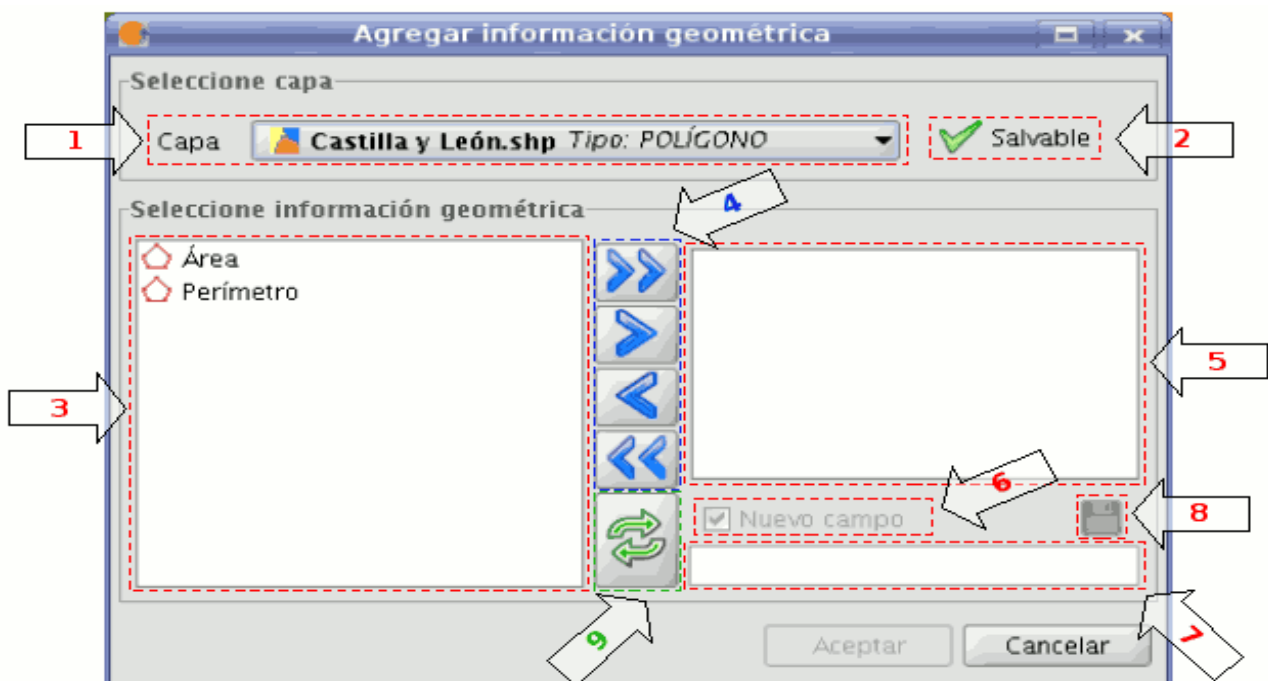 Agregar información geométrica
Seleccione capa
1
Capa
Castilla y León.shp Tipo: POLÍGONO
Salvable
2
Seleccione información geométrica
4
Área
Perímetro
3
5
6
Nuevo campo
8
9
7
Aceptar
Cancelar